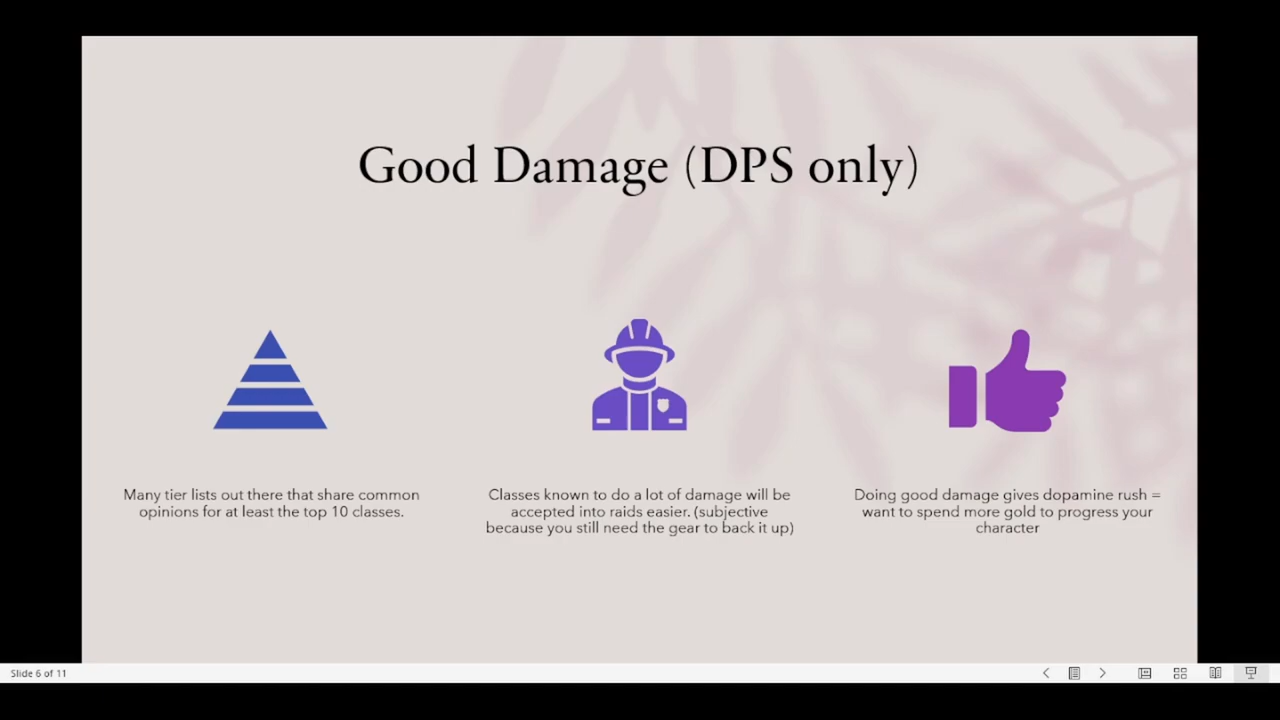 Good Damage (DPS only)
Many tier lists out there that share common
opinions for at least the top 10 classes.
Classes known to do a lot of damage will be
accepted into raids easier. (subjective
because you still need the gear to back it up)
Doing good damage gives dopamine rush =
want to spend more gold to progress your
character
Slide 6 of 11